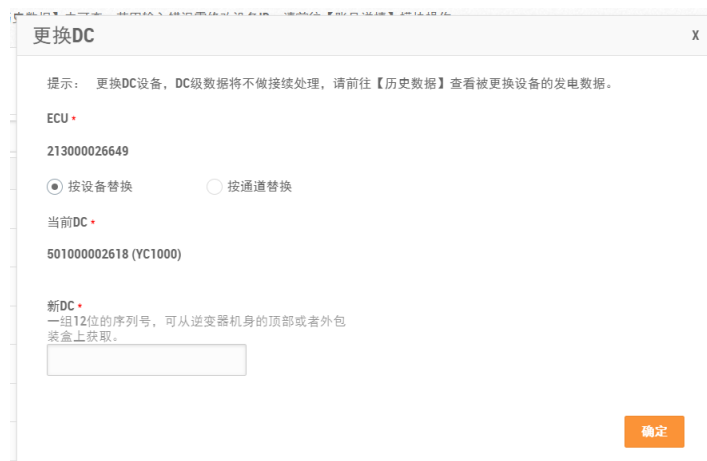 更换DC
X
提示： 更换DC设备，DC级数据将不做接续处理，请前往【历史数据】查看被更换设备的发电数据。
ECU *
213000026649
按设备替换
按通道替换
当前DC *
501000002618 (YC1000)
新DC *
一组12位的序列号，可从逆变器机身的顶部或者外包
装盒上获取。
确定